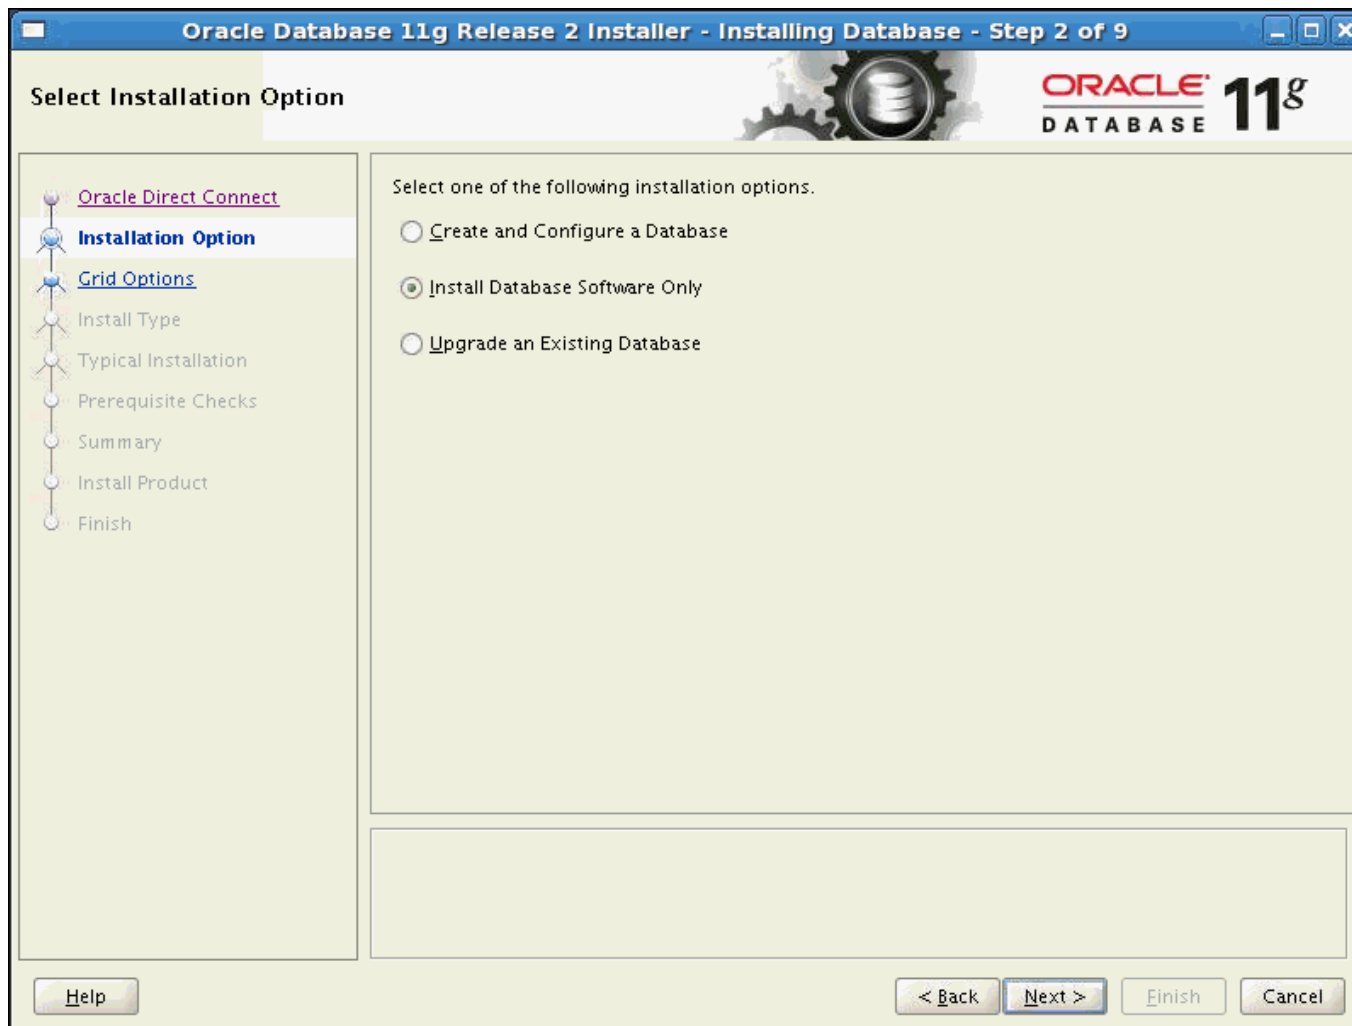 Oracle Database 11g Release 2 Installer - Installing Database - Step 2 of 9
Select Installation Option
ORACLE DATABASE 11g
Oracle Direct Connect
Installation Option
Grid Options
Install Type
Typical Installation
Prerequisite Checks
Summary
Install Product
Finish
Select one of the following installation options.
Create and Configure a Database
Install Database Software Only
Upgrade an Existing Database
Help
< Back
Next >
Finish
Cancel